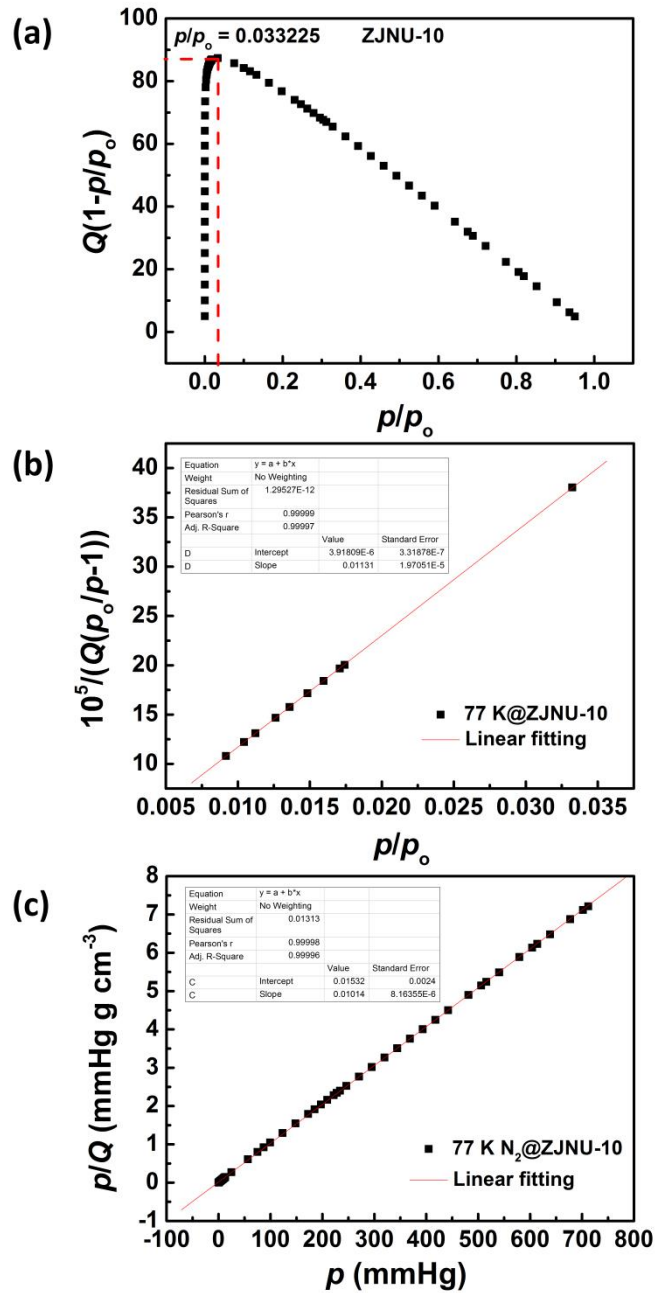 (a)
p/p₀ = 0.033225 ZJNU-10
Q(1-p/p₀)
100
80
60
40
20
0
0.0 0.2 0.4 0.6 0.8 1.0
p/p₀
(b)
10⁵/(Q(p₀/p-1))
40
35
30
25
20
15
10
Equation y = a + b*x
Weight No Weighting
Residual Sum of Squares 1.29527E-12
Pearson's r 0.99999
Adj. R-Square 0.99997
Value Standard Error
D Intercept 3.91809E-6 3.31878E-7
D Slope 0.01131 1.97051E-5
77 K@ZJNU-10
Linear fitting
0.005 0.010 0.015 0.020 0.025 0.030 0.035
p/p₀
(c)
p/Q (mmHg g cm⁻³)
8
7
6
5
4
3
2
1
0
-1
Equation y = a + b*x
Weight No Weighting
Residual Sum of Squares 0.01313
Pearson's r 0.99998
Adj. R-Square 0.99996
Value Standard Error
C Intercept 0.01532 0.0024
C Slope 0.01014 8.16355E-6
77 K N₂@ZJNU-10
Linear fitting
-100 0 100 200 300 400 500 600 700 800
p (mmHg)